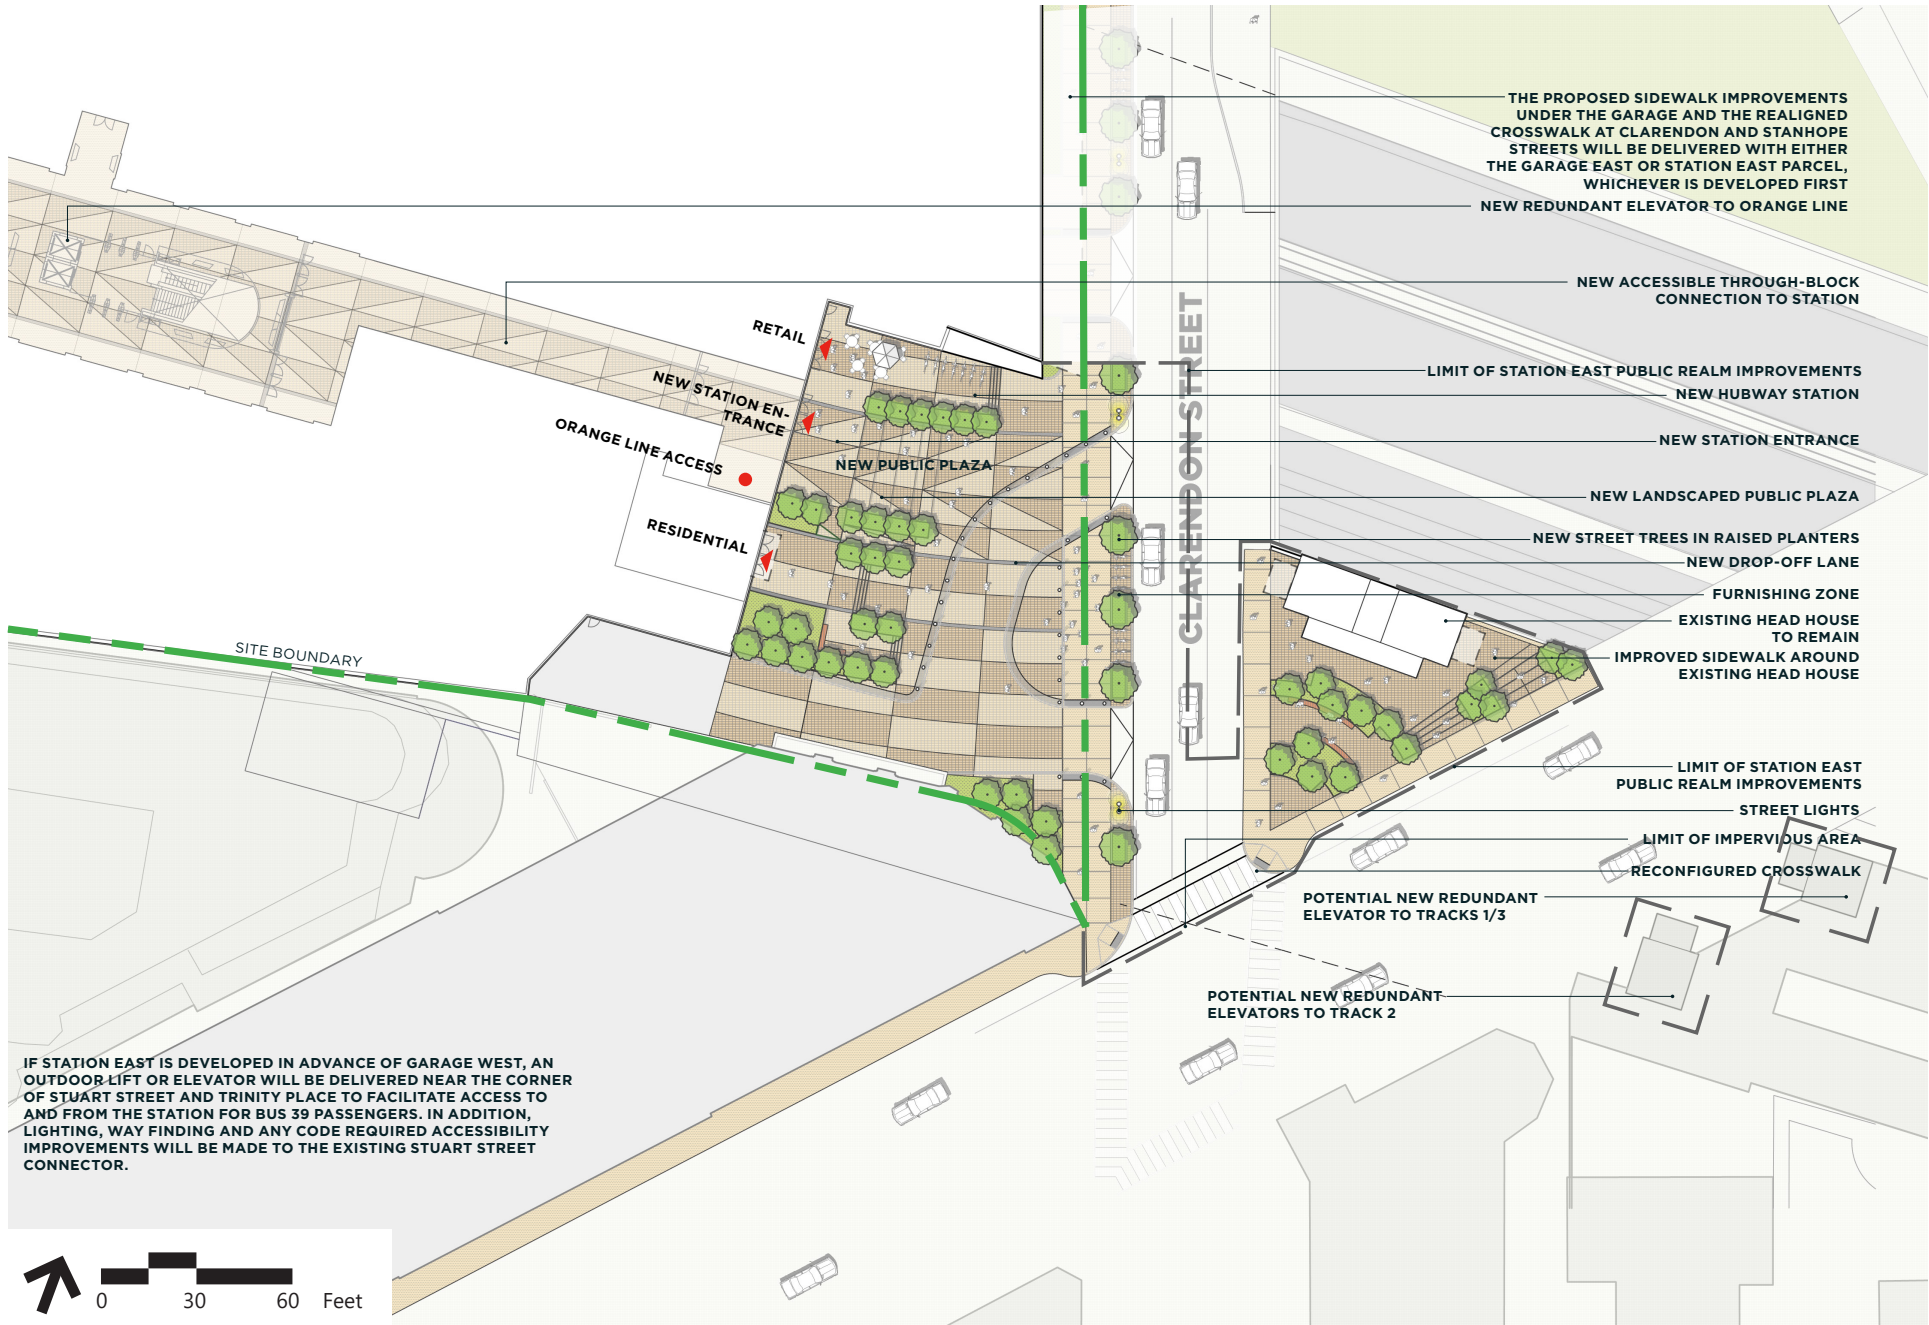 THE PROPOSED SIDEWALK IMPROVEMENTS
UNDER THE GARAGE AND THE REALIGNED
CROSSWALK AT CLARENDON AND STANHOPE
STREETS WILL BE DELIVERED WITH EITHER
THE GARAGE EAST OR STATION EAST PARCEL,
WHICHEVER IS DEVELOPED FIRST
NEW REDUNDANT ELEVATOR TO ORANGE LINE
NEW ACCESSIBLE THROUGH-BLOCK
CONNECTION TO STATION
LIMIT OF STATION EAST PUBLIC REALM IMPROVEMENTS
NEW HUBWAY STATION
NEW STATION ENTRANCE
NEW LANDSCAPED PUBLIC PLAZA
NEW STREET TREES IN RAISED PLANTERS
NEW DROP-OFF LANE
FURNISHING ZONE
EXISTING HEAD HOUSE
TO REMAIN
IMPROVED SIDEWALK AROUND
EXISTING HEAD HOUSE
LIMIT OF STATION EAST
PUBLIC REALM IMPROVEMENTS
STREET LIGHTS
LIMIT OF IMPERVIOUS AREA
RECONFIGURED CROSSWALK
POTENTIAL NEW REDUNDANT
ELEVATOR TO TRACKS 1/3
POTENTIAL NEW REDUNDANT
ELEVATORS TO TRACK 2
CLARENDON STREET
RETAIL
NEW STATION EN-
TRANCE
ORANGE LINE ACCESS
NEW PUBLIC PLAZA
RESIDENTIAL
SITE BOUNDARY
IF STATION EAST IS DEVELOPED IN ADVANCE OF GARAGE WEST, AN
OUTDOOR LIFT OR ELEVATOR WILL BE DELIVERED NEAR THE CORNER
OF STUART STREET AND TRINITY PLACE TO FACILITATE ACCESS TO
AND FROM THE STATION FOR BUS 39 PASSENGERS. IN ADDITION,
LIGHTING, WAY FINDING AND ANY CODE REQUIRED ACCESSIBILITY
IMPROVEMENTS WILL BE MADE TO THE EXISTING STUART STREET
CONNECTOR.
0 30 60 Feet